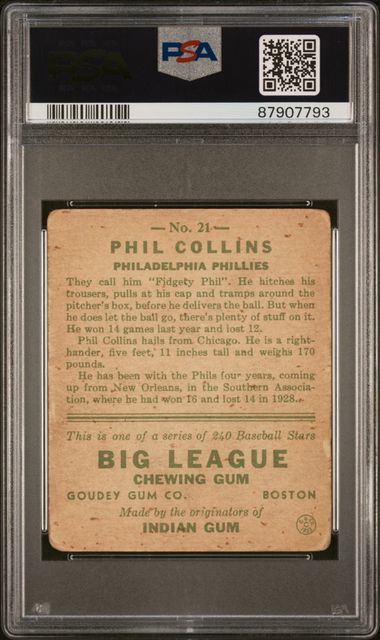 PSA
PSA
87907793
— No. 21 —
PHIL COLLINS
PHILADELPHIA PHILLIES
They call him "Fidgety Phil". He hitches his
trousers, pulls at his cap and tramps around the
pitcher's box, before he delivers the ball. But when
he does let the ball go, there's plenty of stuff on it.
He won 14 games last year and lost 12.
Phil Collins hails from Chicago. He is a right-
hander, five feet, 11 inches tall and weighs 170
pounds.
He has been with the Phils four years, coming
up from New Orleans, in the Southern Associa-
tion, where he had won 16 and lost 14 in 1928.
This is one of a series of 240 Baseball Stars
BIG LEAGUE
CHEWING GUM
GOUDEY GUM CO. BOSTON
Made by the originators of
INDIAN GUM